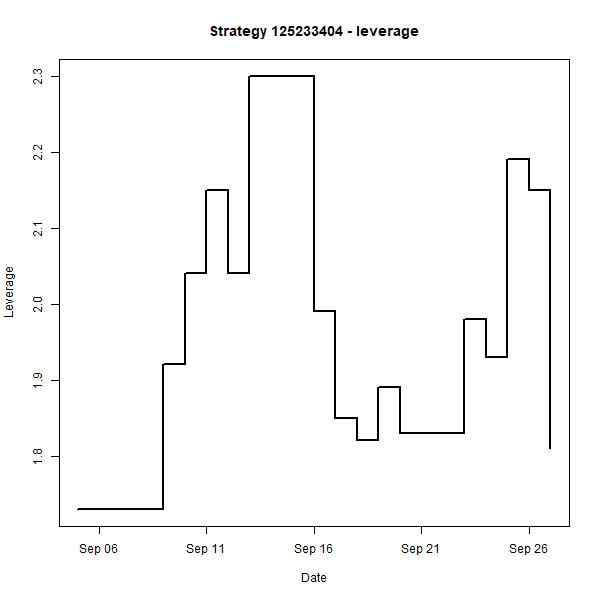 Strategy 125233404 - leverage
2.3
2.2
2.1
2.0
1.9
1.8
Leverage
Sep 06 Sep 11 Sep 16 Sep 21 Sep 26
Date